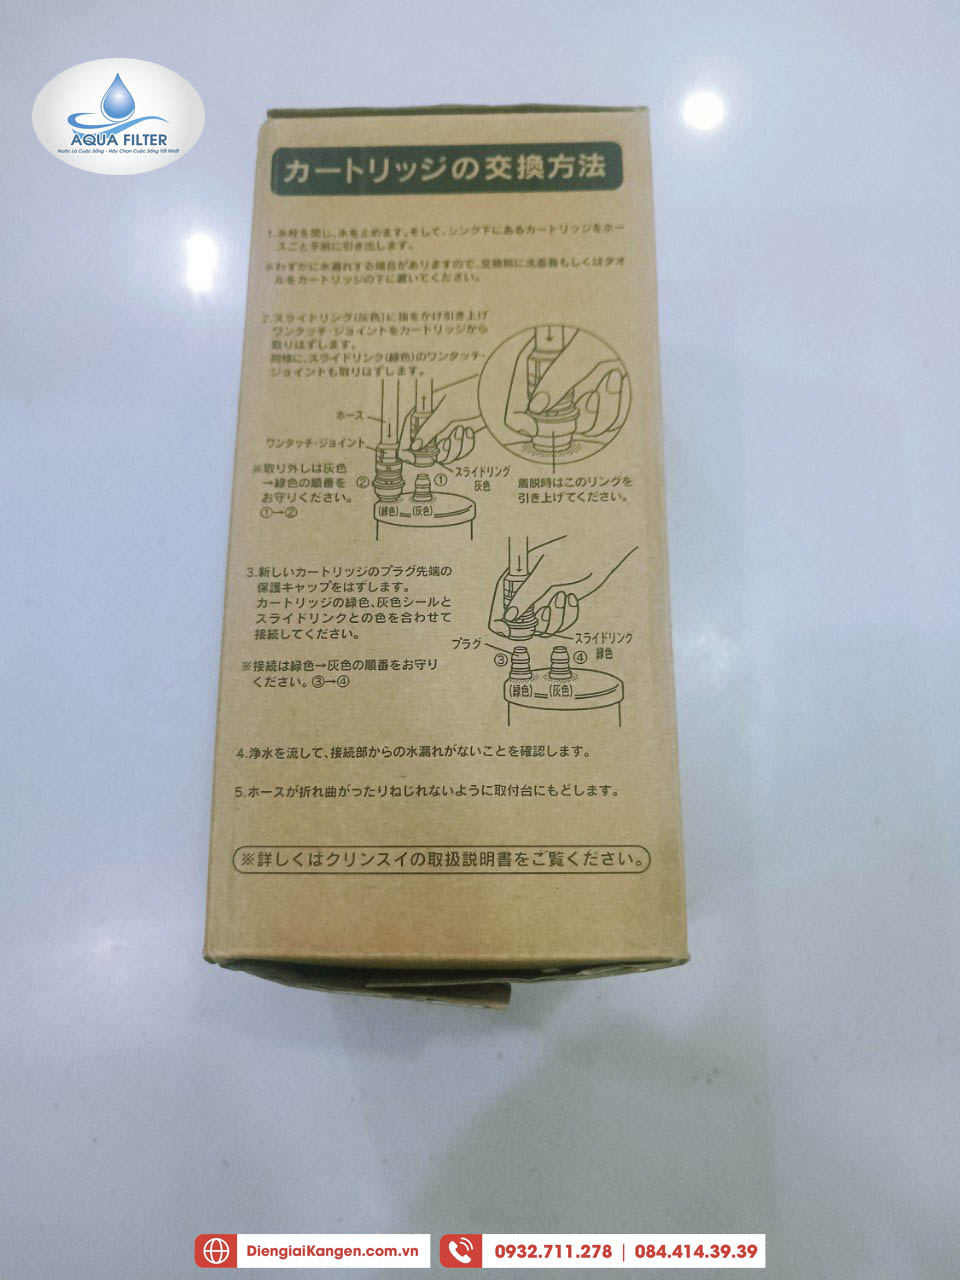 AQUA FILTER
Nước Là Cuộc Sống - Hãy Chọn Cuộc Sống Tốt Nhất
カートリッジの交換方法
1.水栓を閉じ、水を止めます。そして、シンク下にあるカートリッジをホー
スごと手前に引き出します。
※わずかに水漏れする場合がありますので、交換前に洗面器もしくはタオ
ルをカートリッジの下に置いてください。
2.スライドリング(灰色)に指をかけ引き上げ
ワンタッチ・ジョイントをカートリッジから
取りはずします。
同様に、スライドリング(緑色)のワンタッチ・
ジョイントも取りはずします。
ホース
ワンタッチ・ジョイント
※取り外しは灰色
→緑色の順番を
お守りください。
①→②
②
①
スライドリング
灰色
(緑色)
(灰色)
着脱時はこのリングを
引き上げてください。
3.新しいカートリッジのプラグ先端の
保護キャップをはずします。
カートリッジの緑色、灰色シールと
スライドリンクとの色を合わせて
接続してください。
※接続は緑色→灰色の順番をお守り
ください。③→④
プラグ
スライドリング
緑色
③
④
(緑色)
(灰色)
4.浄水を流して、接続部からの水漏れがないことを確認します。
5.ホースが折れ曲がったりねじれないように取付台にもどします。
※詳しくはクリンスイの取扱説明書をご覧ください。
DiengiaiKangen.com.vn
0932.711.278 | 084.414.39.39